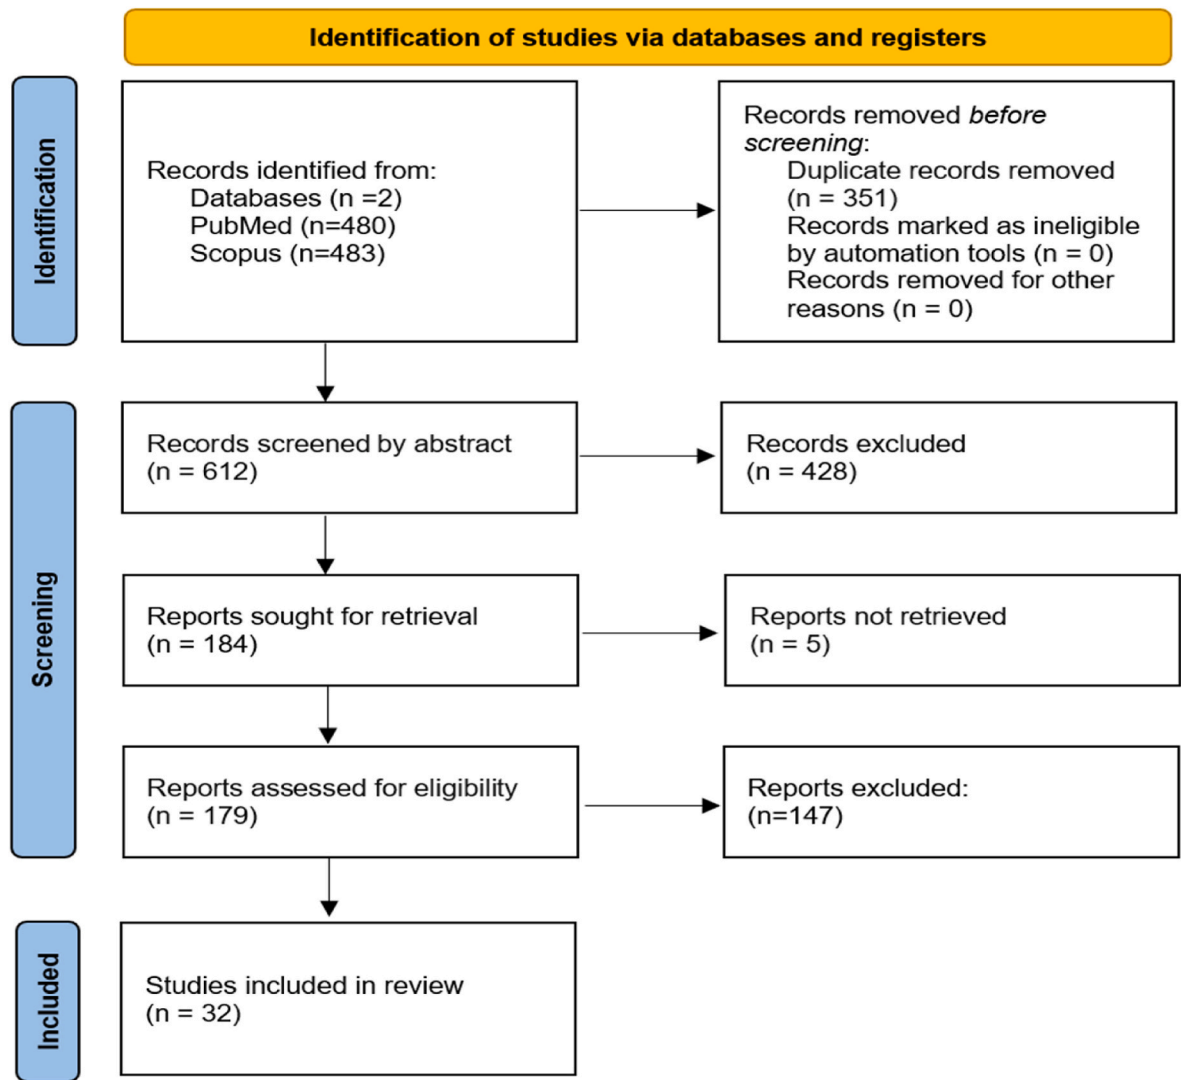 Identification of studies via databases and registers
Identification
Records identified from:
Databases (n =2)
PubMed (n=480)
Scopus (n=483)
Records removed before
screening:
Duplicate records removed
(n = 351)
Records marked as ineligible
by automation tools (n = 0)
Records removed for other
reasons (n = 0)
Screening
Records screened by abstract
(n = 612)
Records excluded
(n = 428)
Reports sought for retrieval
(n = 184)
Reports not retrieved
(n = 5)
Reports assessed for eligibility
(n = 179)
Reports excluded:
(n=147)
Included
Studies included in review
(n = 32)